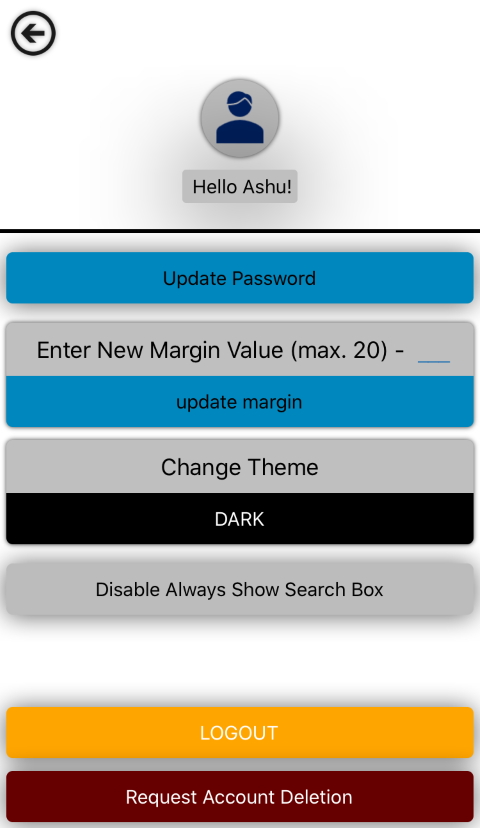 Hello Ashu!
Update Password
Enter New Margin Value (max. 20) - ___
update margin
Change Theme
DARK
Disable Always Show Search Box
LOGOUT
Request Account Deletion